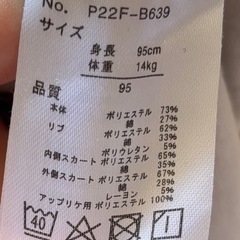 No. P22F-B639
サイズ
身長 95cm
体重 14kg
品質 95
本体 ポリエステル 73%
綿 27%
リブ ポリエステル 62%
綿 33%
ポリウレタン 5%
内側スカート ポリエステル 65%
綿 35%
外側スカート ポリエステル 67%
綿 28%
レーヨン 5%
アップリケ用 ポリエステル 100%
40